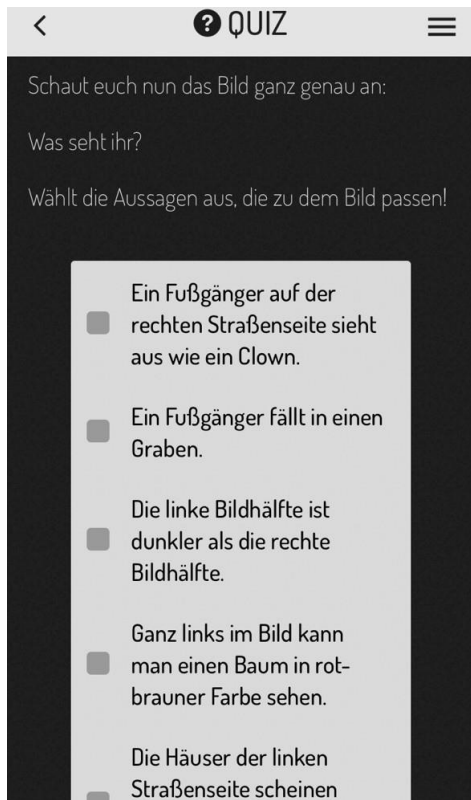 QUIZ
Schaut euch nun das Bild ganz genau an:
Was seht ihr?
Wählt die Aussagen aus, die zu dem Bild passen!
Ein Fußgänger auf der
rechten Straßenseite sieht
aus wie ein Clown.
Ein Fußgänger fällt in einen
Graben.
Die linke Bildhälfte ist
dunkler als die rechte
Bildhälfte.
Ganz links im Bild kann
man einen Baum in rot-
brauner Farbe sehen.
Die Häuser der linken
Straßenseite scheinen